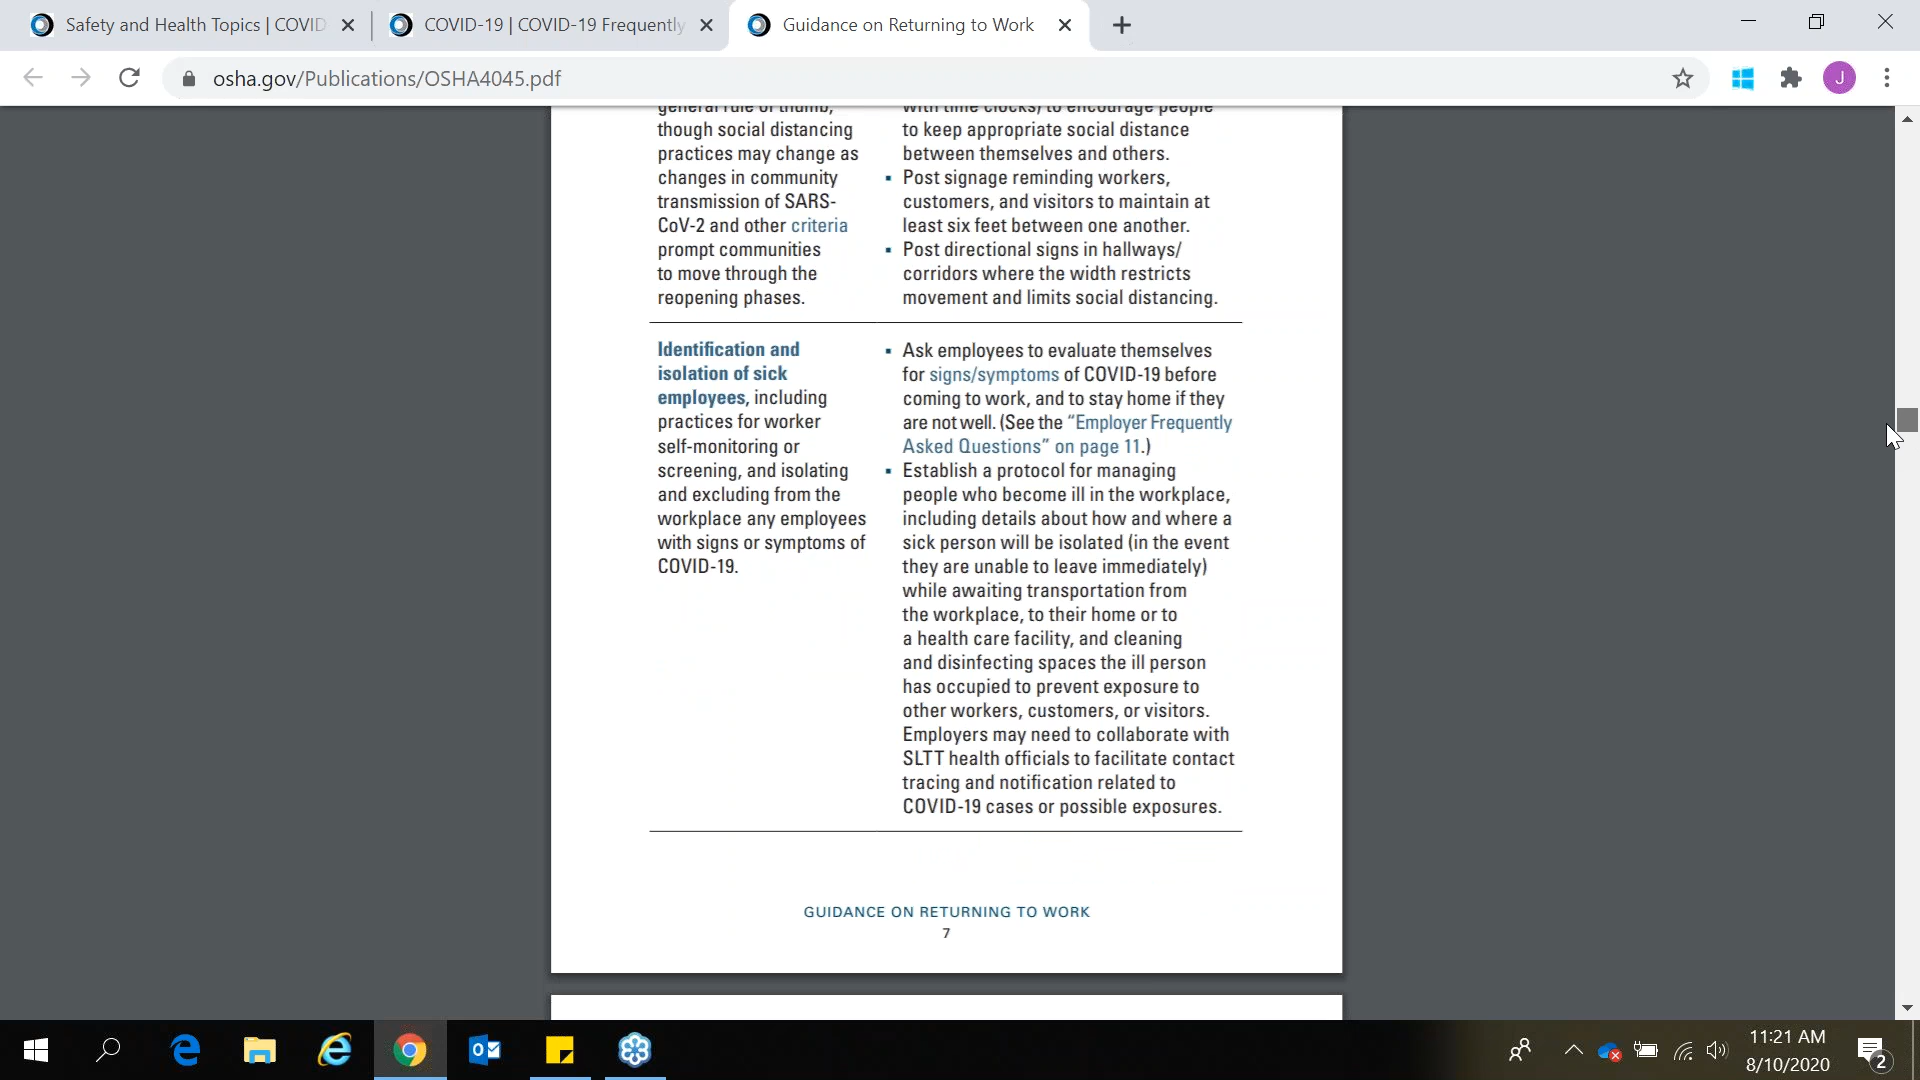 Safety and Health Topics | COVID
COVID-19 | COVID-19 Frequently
Guidance on Returning to Work
osha.gov/Publications/OSHA4045.pdf
J
general rule of thumb,
though social distancing
practices may change as
changes in community
transmission of SARS-
CoV-2 and other criteria
prompt communities
to move through the
reopening phases.
with time clocks) to encourage people
to keep appropriate social distance
between themselves and others.
▪ Post signage reminding workers,
customers, and visitors to maintain at
least six feet between one another.
▪ Post directional signs in hallways/
corridors where the width restricts
movement and limits social distancing.
Identification and
isolation of sick
employees, including
practices for worker
self-monitoring or
screening, and isolating
and excluding from the
workplace any employees
with signs or symptoms of
COVID-19.
▪ Ask employees to evaluate themselves
for signs/symptoms of COVID-19 before
coming to work, and to stay home if they
are not well. (See the “Employer Frequently
Asked Questions” on page 11.)
▪ Establish a protocol for managing
people who become ill in the workplace,
including details about how and where a
sick person will be isolated (in the event
they are unable to leave immediately)
while awaiting transportation from
the workplace, to their home or to
a health care facility, and cleaning
and disinfecting spaces the ill person
has occupied to prevent exposure to
other workers, customers, or visitors.
Employers may need to collaborate with
SLTT health officials to facilitate contact
tracing and notification related to
COVID-19 cases or possible exposures.
GUIDANCE ON RETURNING TO WORK
7
11:21 AM
8/10/2020
2